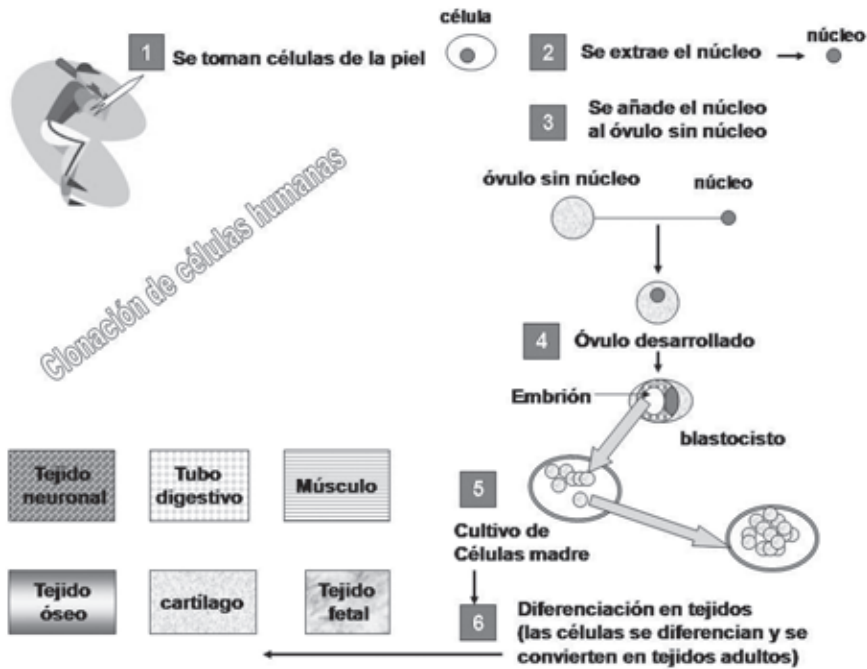 1
Se toman células de la piel
célula
2
Se extrae el núcleo
núcleo
3
Se añade el núcleo
al óvulo sin núcleo
óvulo sin núcleo
núcleo
Clonación de células humanas
4
Óvulo desarrollado
Embrión
blastocisto
5
Cultivo de
Células madre
6
Diferenciación en tejidos
(las células se diferencian y se
convierten en tejidos adultos)
Tejido
neuronal
Tubo
digestivo
Músculo
Tejido
óseo
cartílago
Tejido
fetal